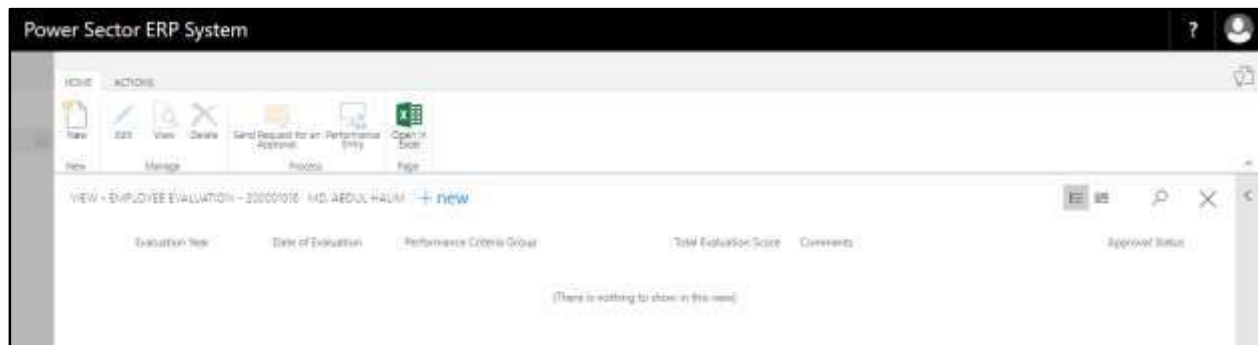 Power Sector ERP System
?
HOME ACTIONS
New
Edit View Delete
Send Request for an Approval
Performance Entry
Open in Excel
New Manage Process Page
VIEW - EMPLOYEE EVALUATION - MD. ABDUL HALIM + new
Evaluation Year Date of Evaluation Performance Criteria Group Total Evaluation Score Comments Approval Status
(There is nothing to show in this view)